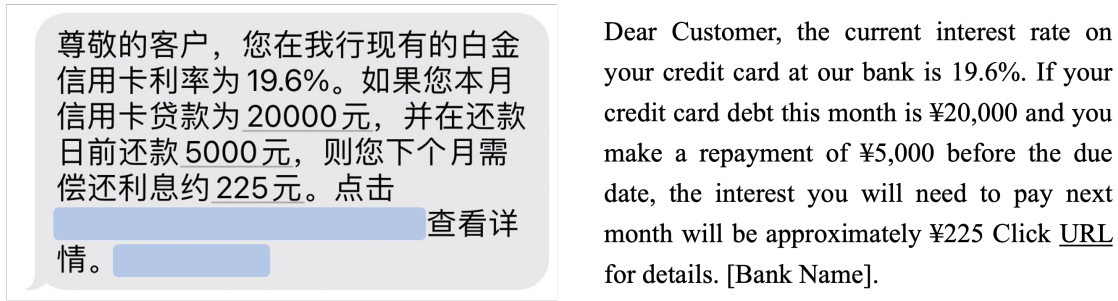 尊敬的客户，您在我行现有的白金
信用卡利率为19.6%。如果您本月
信用卡贷款为20000元，并在还款
日前还款5000元，则您下个月需
偿还利息约225元。点击
查看详
情。
Dear Customer, the current interest rate on
your credit card at our bank is 19.6%. If your
credit card debt this month is ¥20,000 and you
make a repayment of ¥5,000 before the due
date, the interest you will need to pay next
month will be approximately ¥225 Click URL
for details. [Bank Name].